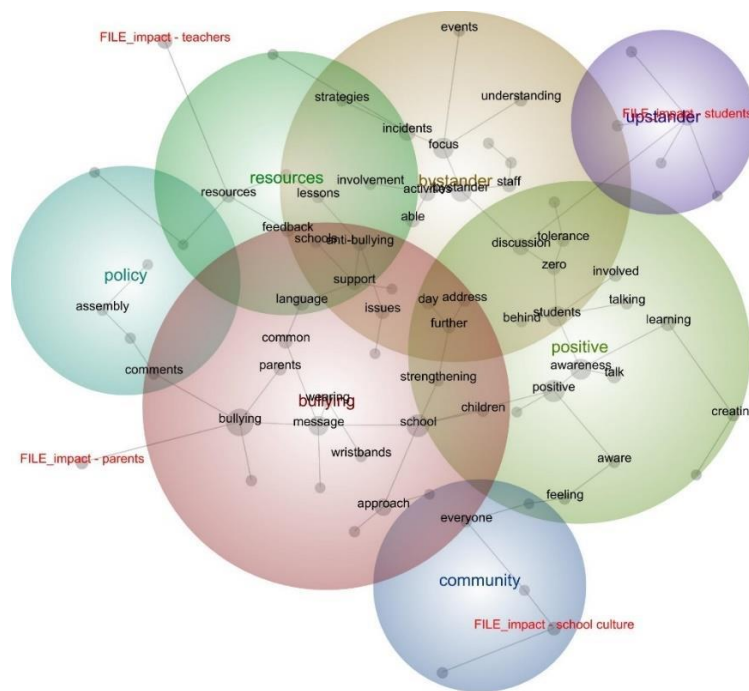 events
FILE_impact - teachers
strategies
understanding
FILE_impact - students
upstander
incidents
focus
resources
involvement
bystander
resources
lessons
activities
bystander
staff
able
feedback
schools
anti-bullying
discussion
tolerance
policy
support
zero
involved
assembly
language
issues
day
address
talking
students
behind
further
learning
common
positive
parents
awareness
comments
strengthening
talk
positive
wearing
bullying
children
creatin
bullying
message
school
wristbands
FILE_impact - parents
aware
approach
feeling
everyone
community
FILE_impact - school culture